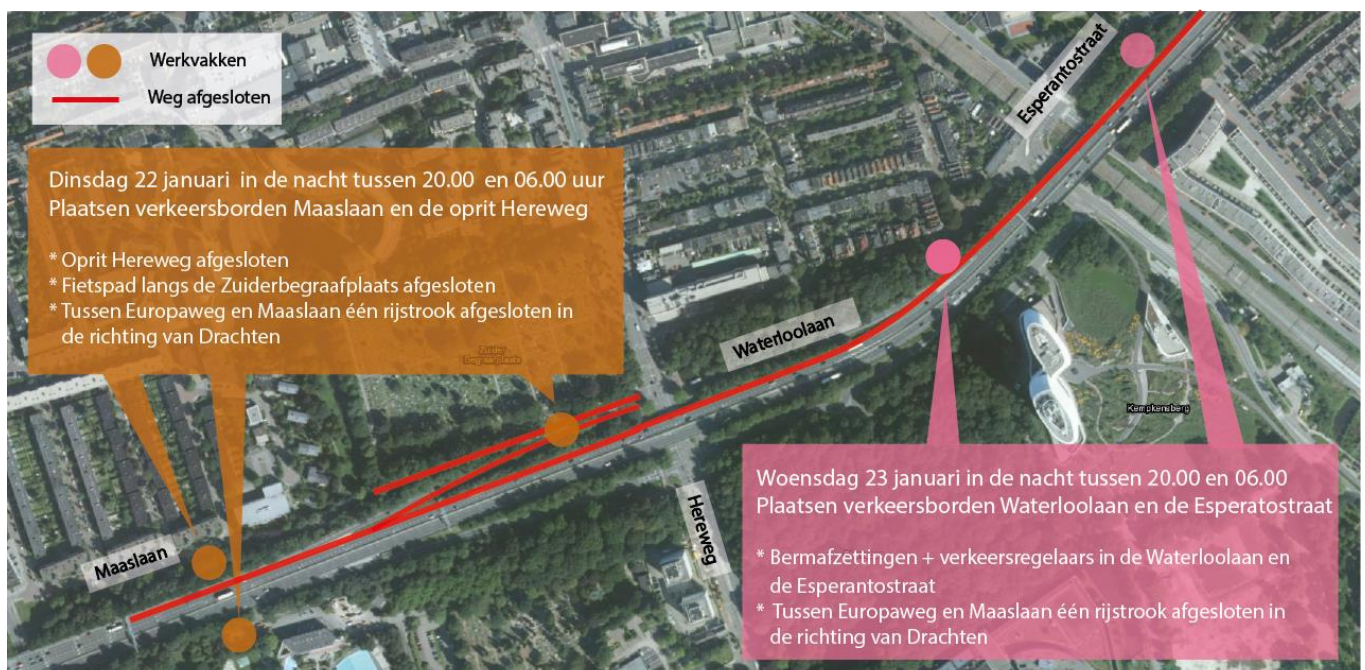 Werkvakken
Weg afgesloten
Esperantostraat
Dinsdag 22 januari in de nacht tussen 20.00 en 06.00 uur
Plaatsen verkeersborden Maaslaan en de oprit Hereweg
* Oprit Hereweg afgesloten
* Fietspad langs de Zuiderbegraafplaats afgesloten
* Tussen Europaweg en Maaslaan één rijstrook afgesloten in
de richting van Drachten
Zuider
Begraafplaats
Waterloolaan
Kempkensberg
Maaslaan
Hereweg
Woensdag 23 januari in de nacht tussen 20.00 en 06.00
Plaatsen verkeersborden Waterloolaan en de Esperatostraat
* Bermafzettingen + verkeersregelaars in de Waterloolaan en
de Esperantostraat
* Tussen Europaweg en Maaslaan één rijstrook afgesloten in
de richting van Drachten